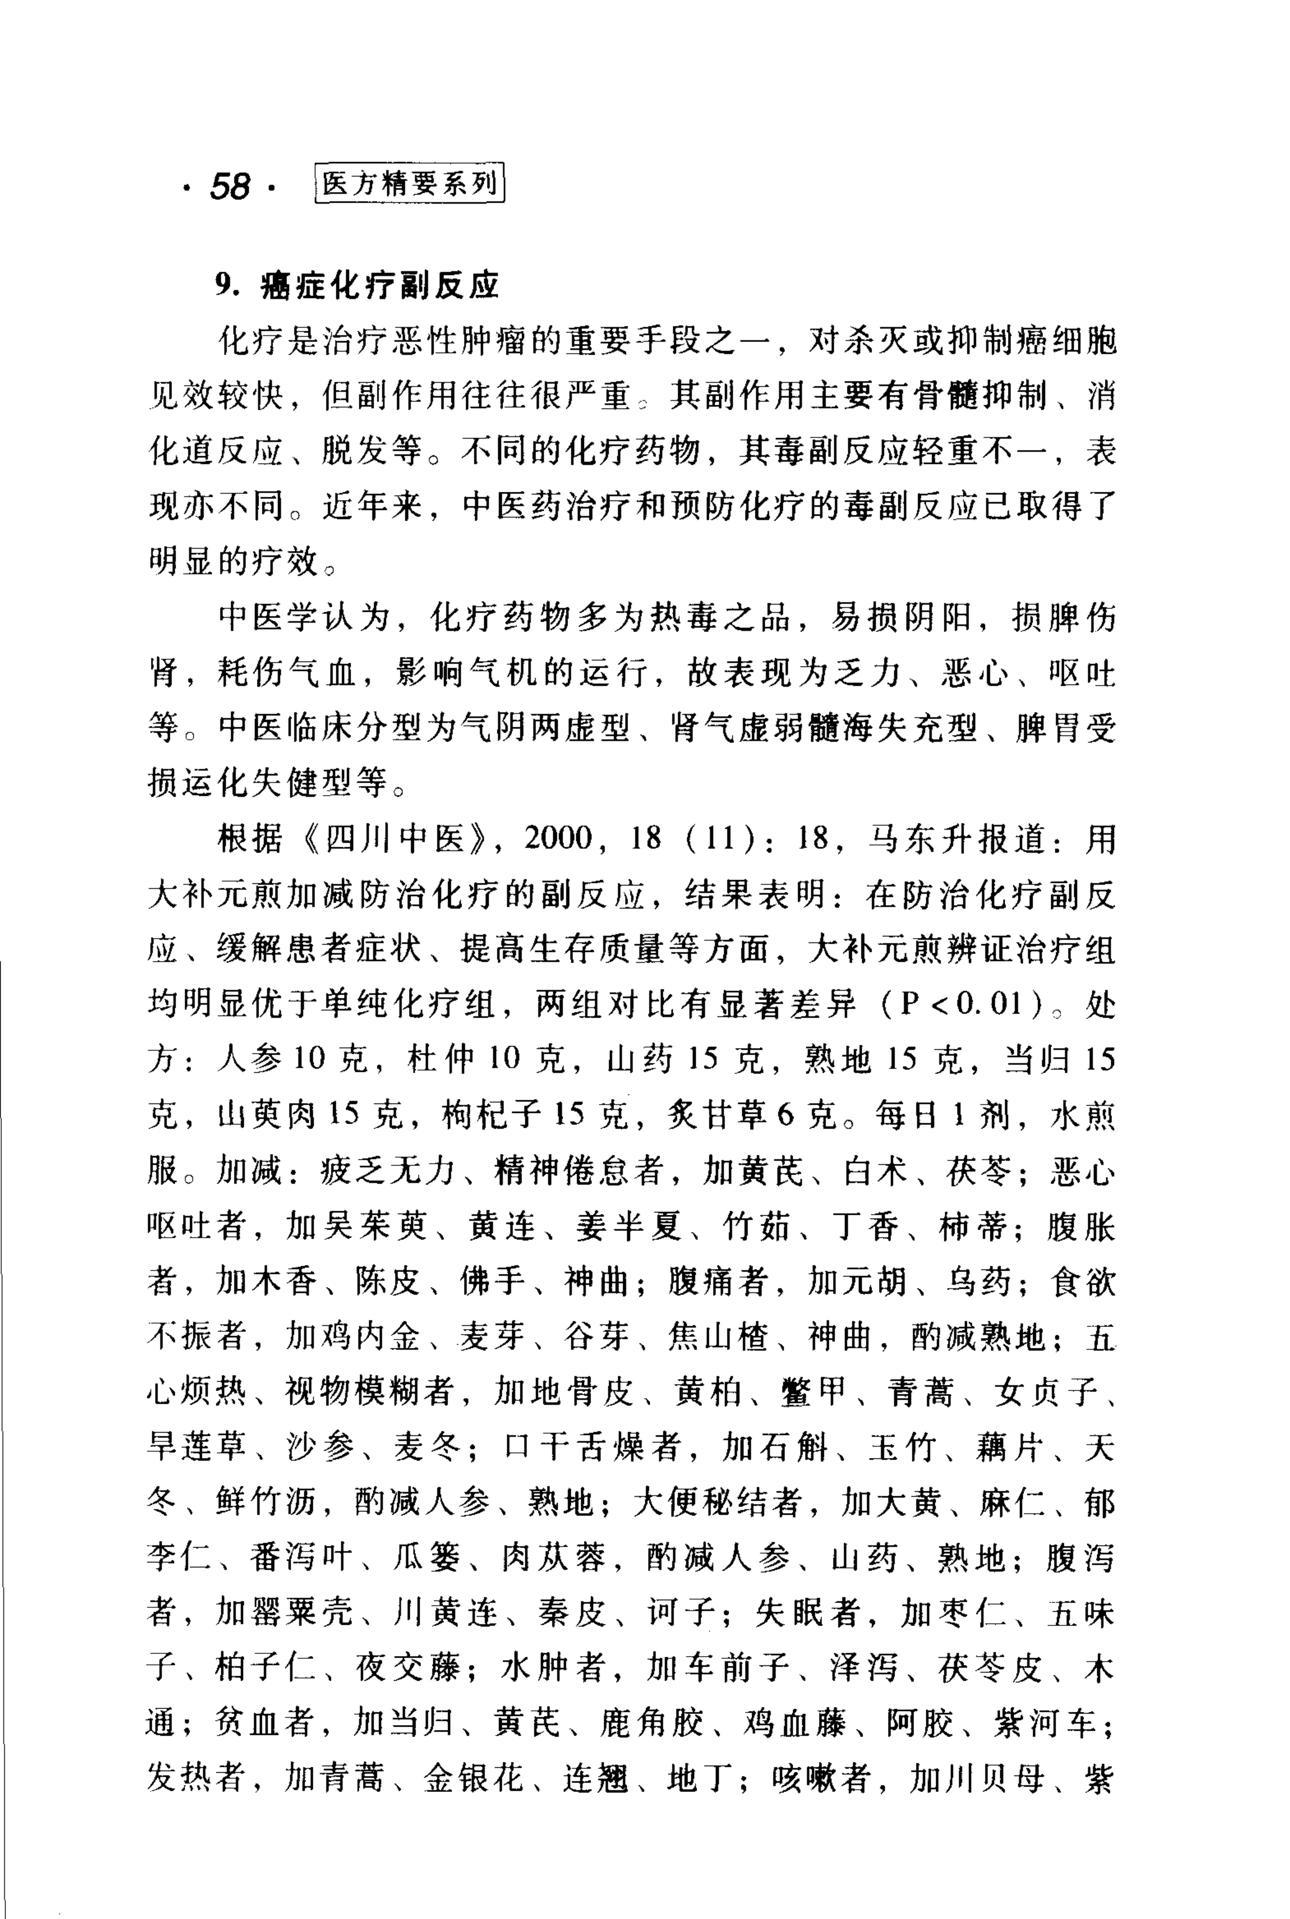 · 58 · 医方精要系列
9. 癌症化疗副反应
化疗是治疗恶性肿瘤的重要手段之一，对杀灭或抑制癌细胞
见效较快，但副作用往往很严重。其副作用主要有骨髓抑制、消
化道反应、脱发等。不同的化疗药物，其毒副反应轻重不一，表
现亦不同。近年来，中医药治疗和预防化疗的毒副反应已取得了
明显的疗效。
中医学认为，化疗药物多为热毒之品，易损阴阳，损脾伤
肾，耗伤气血，影响气机的运行，故表现为乏力、恶心、呕吐
等。中医临床分型为气阴两虚型、肾气虚弱髓海失充型、脾胃受
损运化失健型等。
根据《四川中医》，2000，18（11）：18，马东升报道：用
大补元煎加减防治化疗的副反应，结果表明：在防治化疗副反
应、缓解患者症状、提高生存质量等方面，大补元煎辨证治疗组
均明显优于单纯化疗组，两组对比有显著差异（P<0.01）。处
方：人参10克，杜仲10克，山药15克，熟地15克，当归15
克，山萸肉15克，枸杞子15克，炙甘草6克。每日1剂，水煎
服。加减：疲乏无力、精神倦怠者，加黄芪、白术、茯苓；恶心
呕吐者，加吴茱萸、黄连、姜半夏、竹茹、丁香、柿蒂；腹胀
者，加木香、陈皮、佛手、神曲；腹痛者，加元胡、乌药；食欲
不振者，加鸡内金、麦芽、谷芽、焦山楂、神曲，酌减熟地；五
心烦热、视物模糊者，加地骨皮、黄柏、鳖甲、青蒿、女贞子、
旱莲草、沙参、麦冬；口干舌燥者，加石斛、玉竹、藕片、天
冬、鲜竹沥，酌减人参、熟地；大便秘结者，加大黄、麻仁、郁
李仁、番泻叶、瓜蒌、肉苁蓉，酌减人参、山药、熟地；腹泻
者，加罂粟壳、川黄连、秦皮、诃子；失眠者，加枣仁、五味
子、柏子仁、夜交藤；水肿者，加车前子、泽泻、茯苓皮、木
通；贫血者，加当归、黄芪、鹿角胶、鸡血藤、阿胶、紫河车；
发热者，加青蒿、金银花、连翘、地丁；咳嗽者，加川贝母、紫